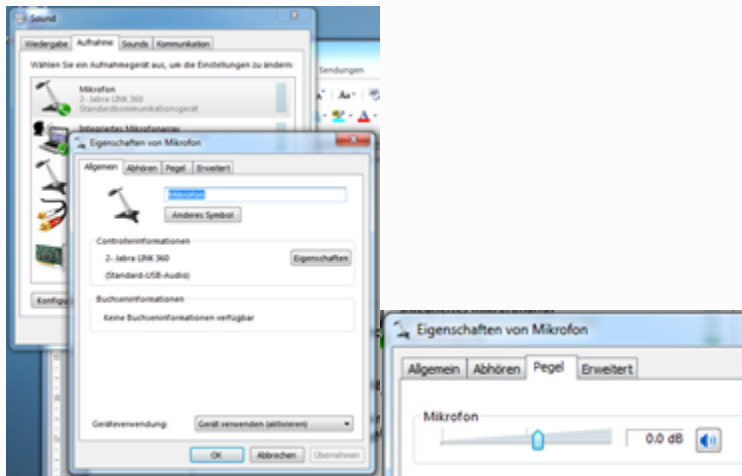 Sound
Wiedergabe Aufnahme Sounds Kommunikation
Wählen Sie ein Aufnahmegerät aus, um die Einstellungen zu ändern:
Mikrofon
2- Jabra LINK 360
Standardkommunikationsgerät
Integriertes Mikrofonarray
Sendungen
Eigenschaften von Mikrofon
Allgemein Abhören Pegel Erweitert
Mikrofon
Anderes Symbol
Controllerinformationen
2- Jabra LINK 360
Eigenschaften
(Standard-USB-Audio)
Buchseninformationen
Keine Buchseninformationen verfügbar
Geräteverwendung: Gerät verwenden (aktivieren)
OK Abbrechen Übernehmen
Eigenschaften von Mikrofon
Allgemein Abhören Pegel Erweitert
Mikrofon
0.0 dB